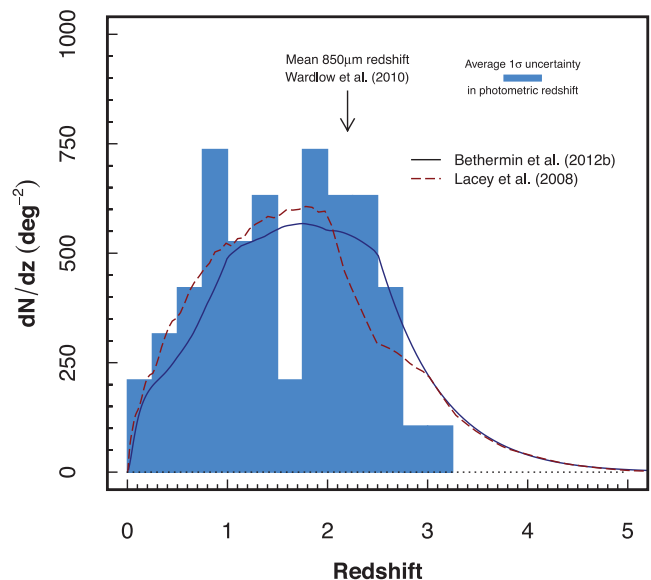 1000
Mean 850μm redshift
Wardlow et al. (2010)
Average 1σ uncertainty
in photometric redshift
750
Bethermin et al. (2012b)
Lacey et al. (2008)
dN/dz (deg⁻²)
500
250
0
0 1 2 3 4 5
Redshift